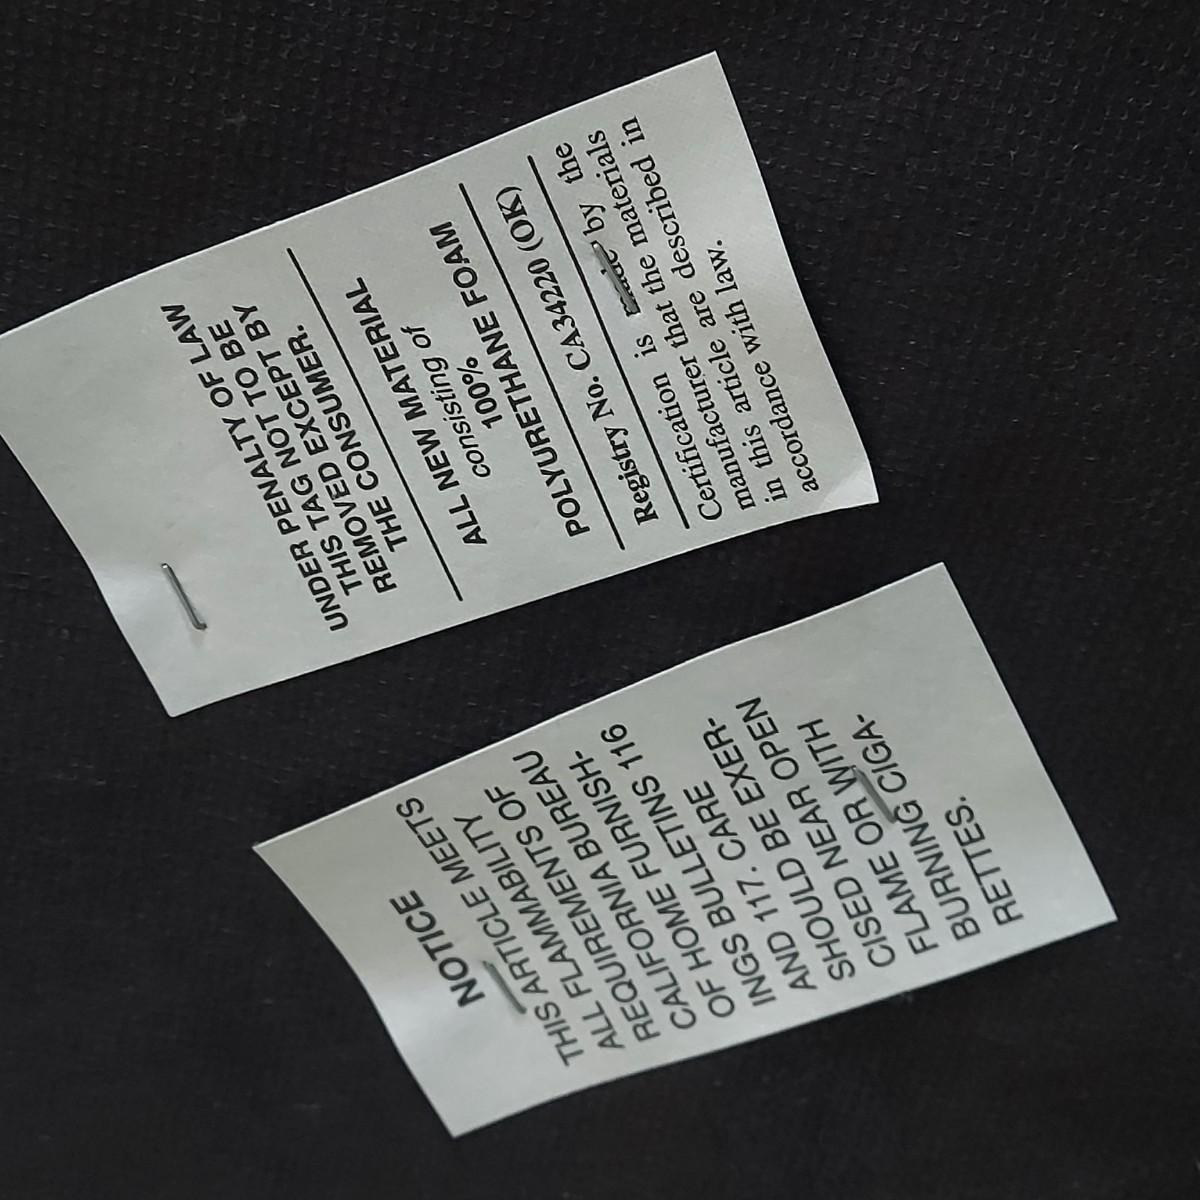 UNDER PENALTY OF LAW
THIS TAG NOT TO BE
REMOVED EXCEPT BY
THE CONSUMER.
ALL NEW MATERIAL
consisiting of
100%
POLYURETHANE FOAM
Registry No. CA34220 (OK)
Certification is made by the
manufacturer that the materials
in this article are described in
accordance with law.
NOTICE
THIS ARTICLE MEETS
ALL FLAMMABILITY
REQUIREMENTS OF
CALIFORNIA BUREAU
OF HOME FURNISH-
INGS BULLETINS 116
AND 117. CARE
SHOULD BE EXER-
CISED NEAR OPEN
FLAME OR WITH
BURNING CIGA-
RETTES.